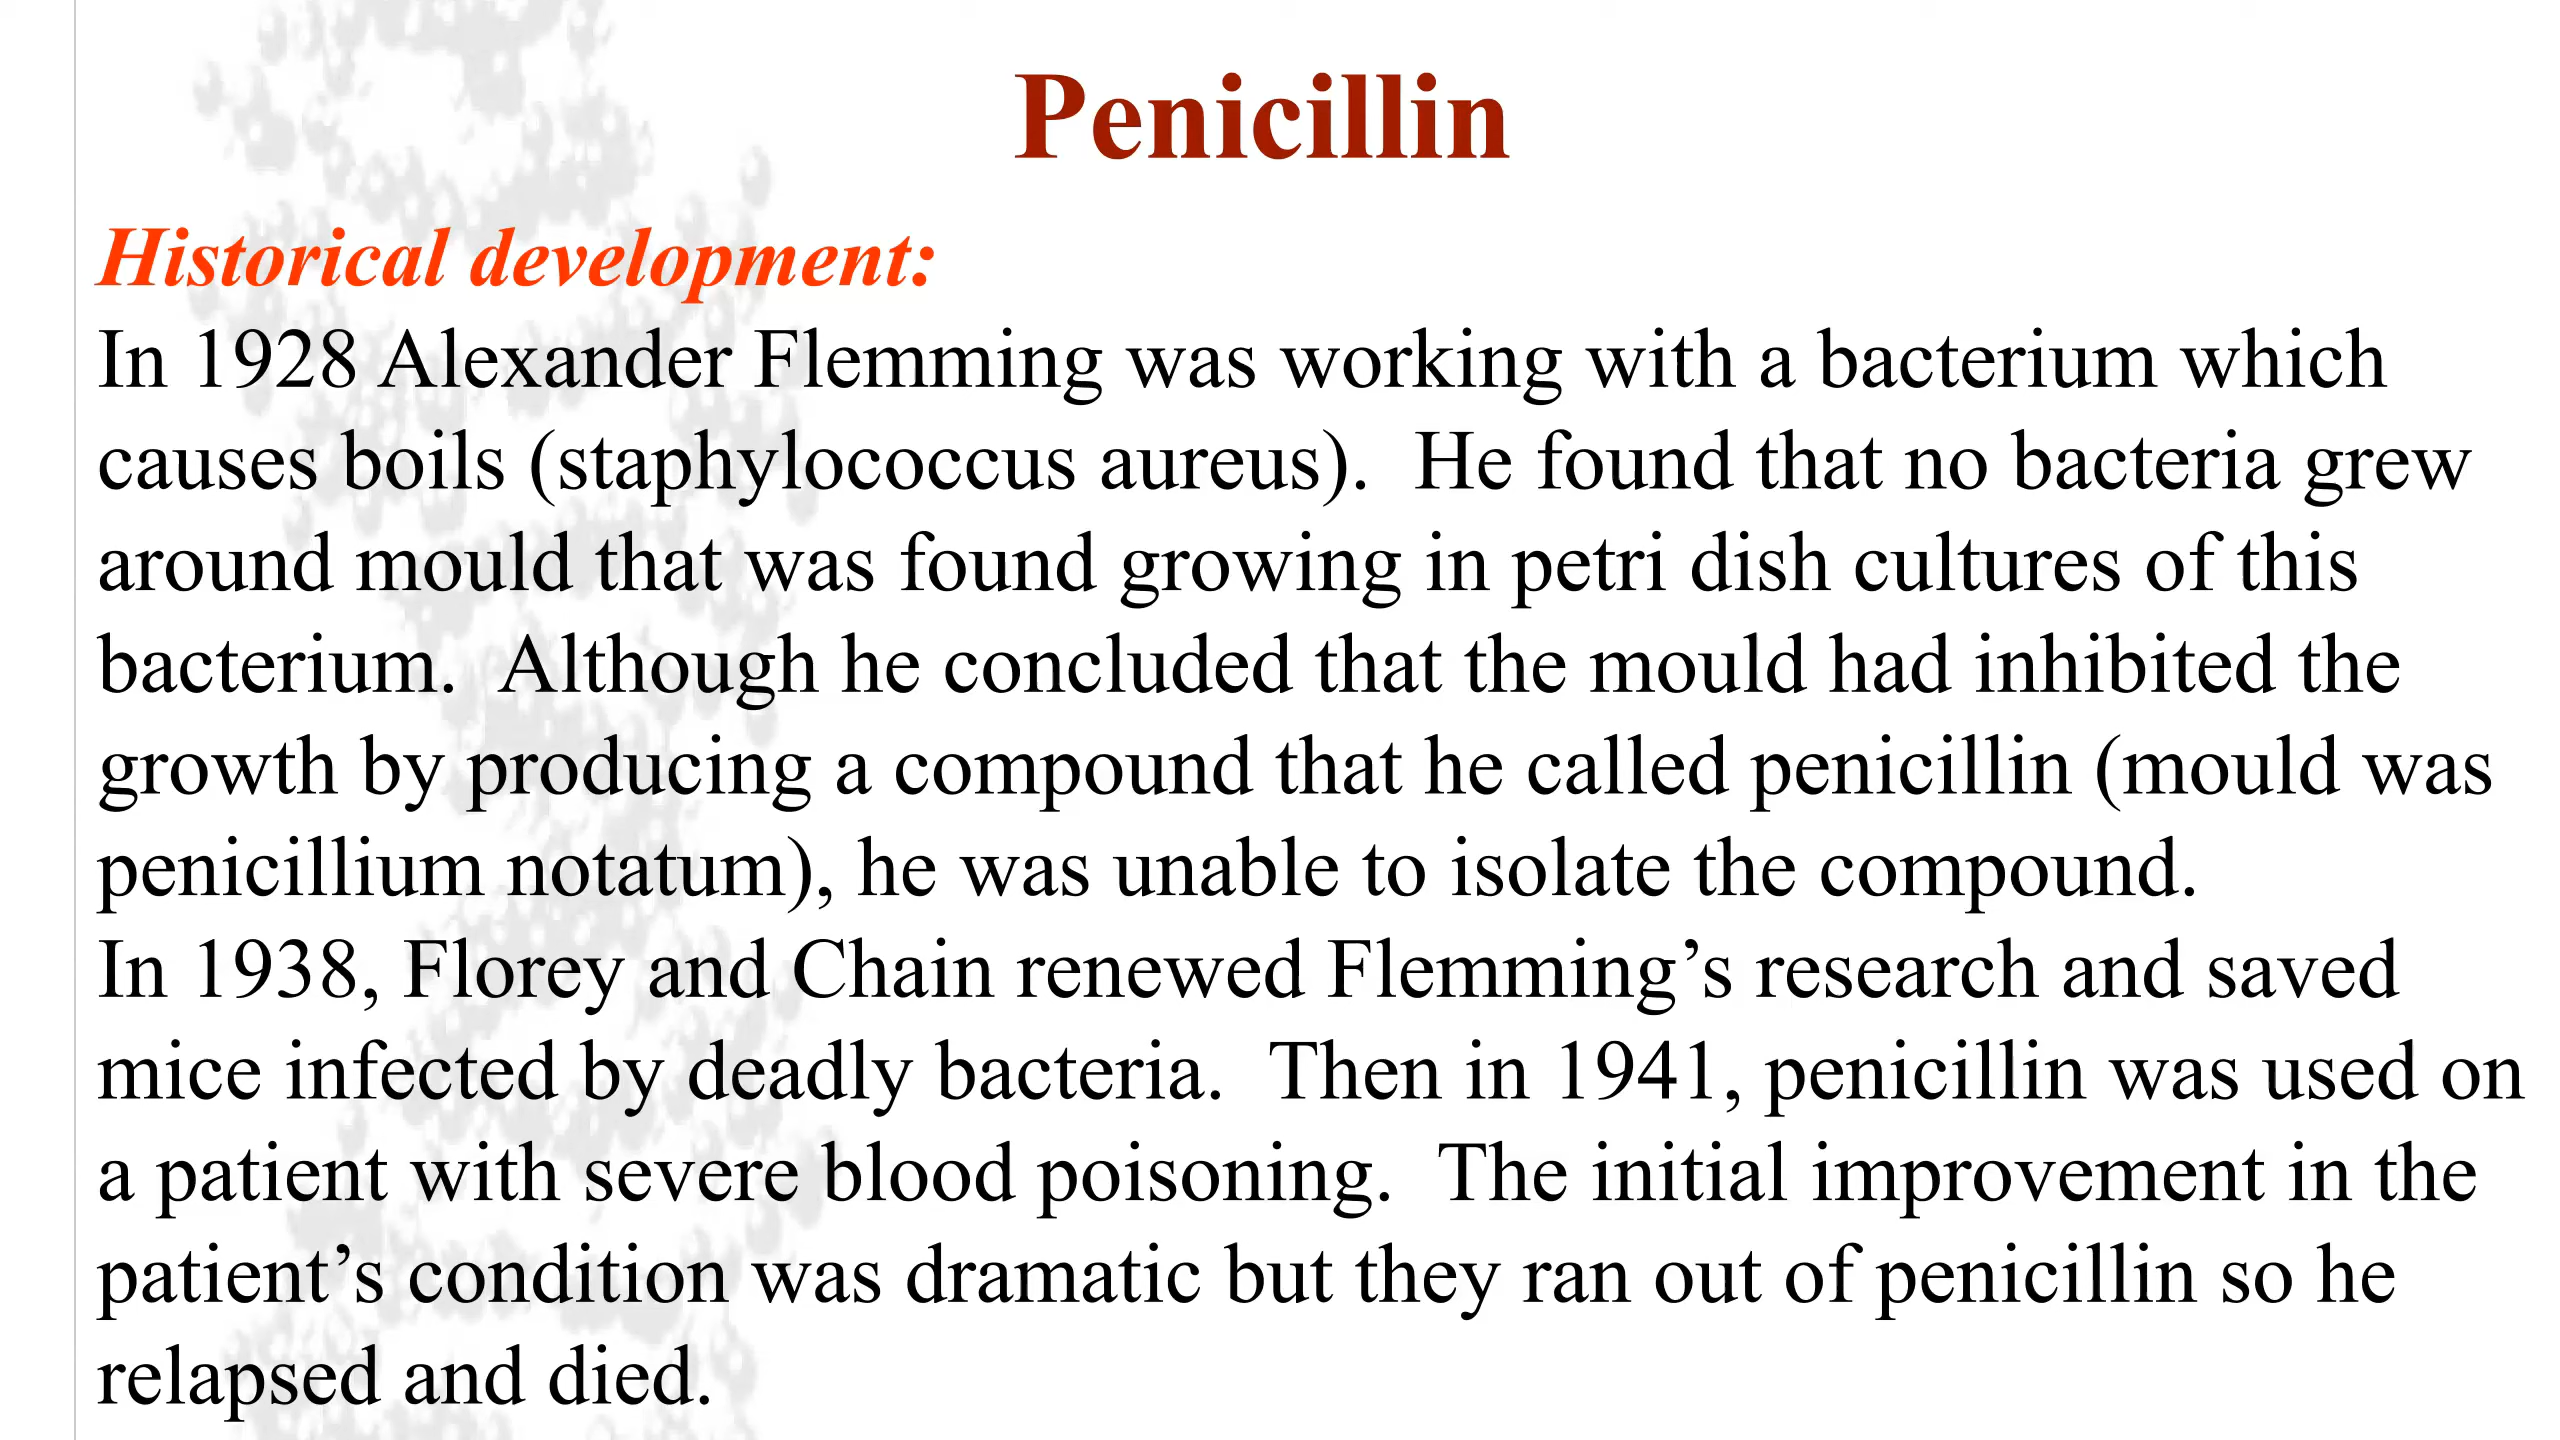 Penicillin
Historical development:
In 1928 Alexander Flemming was working with a bacterium which
causes boils (staphylococcus aureus).  He found that no bacteria grew
around mould that was found growing in petri dish cultures of this
bacterium.  Although he concluded that the mould had inhibited the
growth by producing a compound that he called penicillin (mould was
penicillium notatum), he was unable to isolate the compound.
In 1938, Florey and Chain renewed Flemming’s research and saved
mice infected by deadly bacteria.  Then in 1941, penicillin was used on
a patient with severe blood poisoning.  The initial improvement in the
patient’s condition was dramatic but they ran out of penicillin so he
relapsed and died.